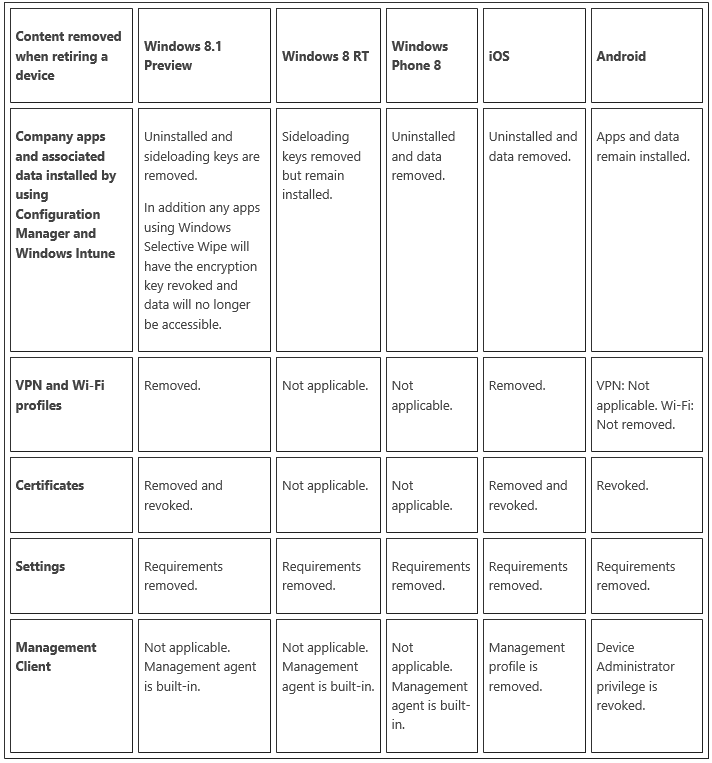 Content removed
when retiring a
device
Windows 8.1
Preview
Windows 8 RT
Windows
Phone 8
iOS
Android
Company apps
and associated
data installed by
using
Configuration
Manager and
Windows Intune
Uninstalled and
sideloading keys are
removed.
In addition any apps
using Windows
Selective Wipe will
have the encryption
key revoked and
data will no longer
be accessible.
Sideloading
keys removed
but remain
installed.
Uninstalled
and data
removed.
Uninstalled and
data removed.
Apps and data
remain installed.
VPN and Wi-Fi
profiles
Removed.
Not applicable.
Not
applicable.
Removed.
VPN: Not
applicable. Wi-Fi:
Not removed.
Certificates
Removed and
revoked.
Not applicable.
Not
applicable.
Removed and
revoked.
Revoked.
Settings
Requirements
removed.
Requirements
removed.
Requirements
removed.
Requirements
removed.
Requirements
removed.
Management
Client
Not applicable.
Management agent
is built-in.
Not applicable.
Management
agent is built-in.
Not
applicable.
Management
agent is built-
in.
Management
profile is
removed.
Device
Administrator
privilege is
revoked.